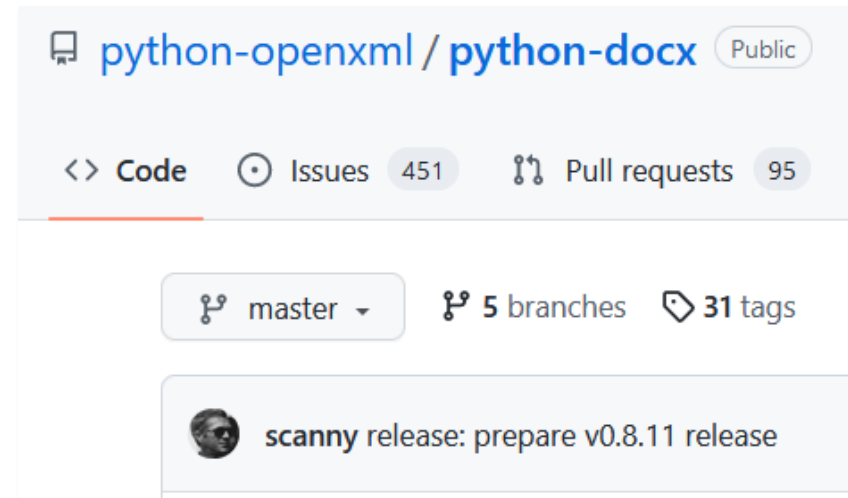 python-openxml / python-docx Public
<> Code Issues 451 Pull requests 95
master 5 branches 31 tags
scanny release: prepare v0.8.11 release